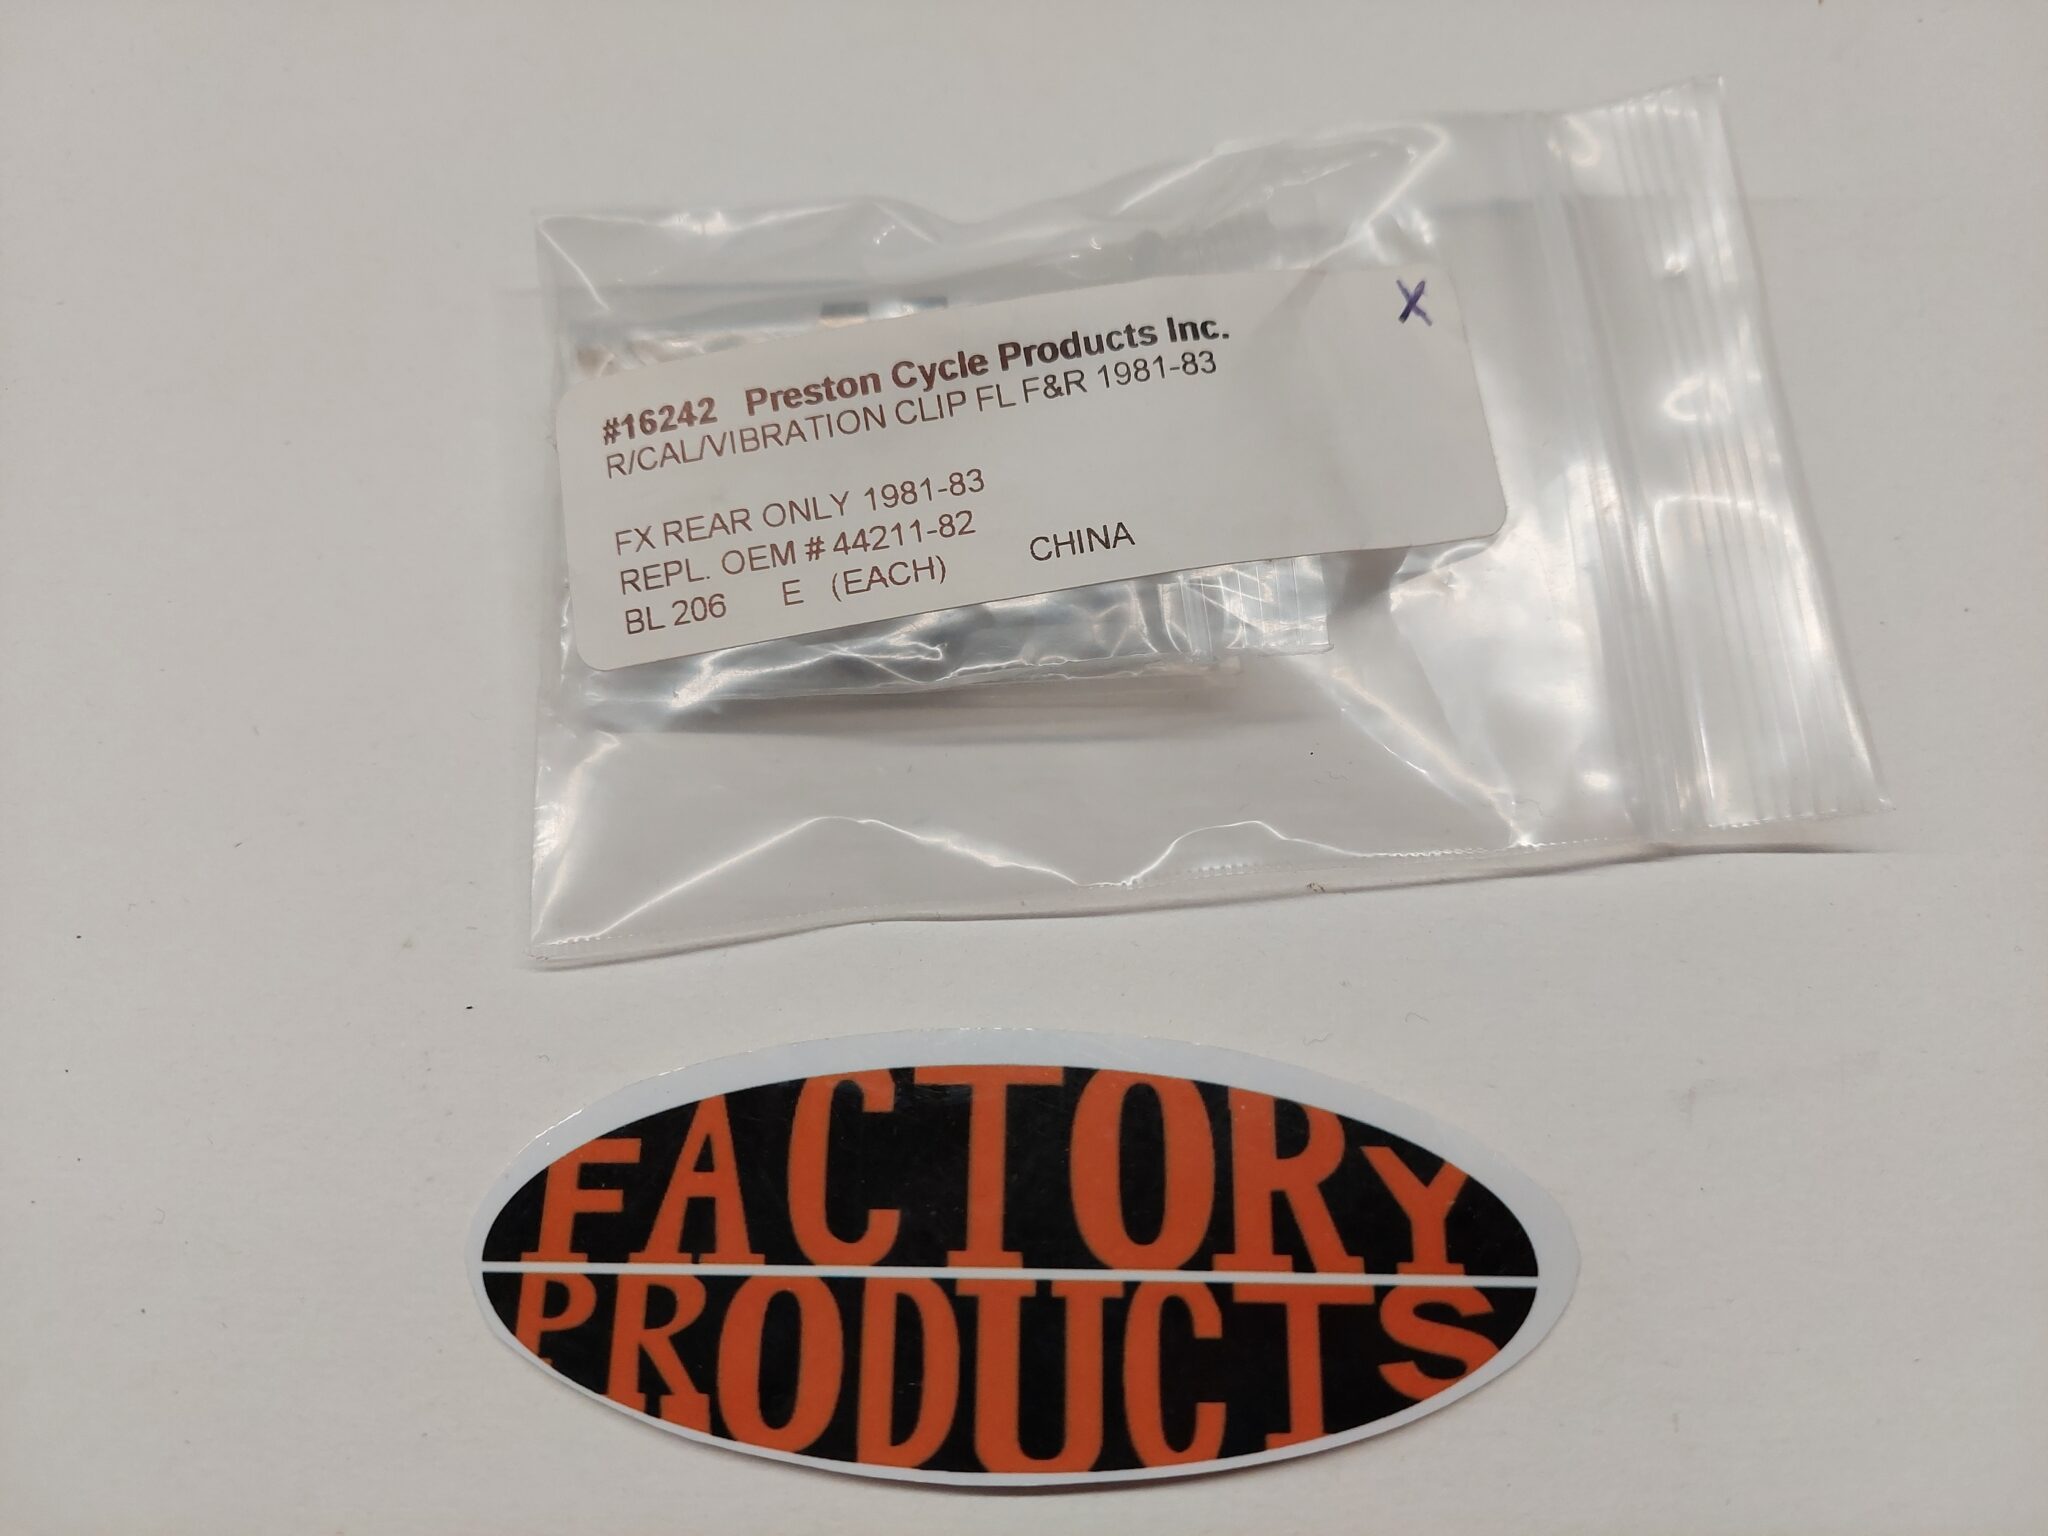 X
#16242 Preston Cycle Products Inc.
R/CAL/VIBRATION CLIP FL F&R 1981-83
FX REAR ONLY 1981-83
REPL. OEM # 44211-82
BL 206 E (EACH) CHINA
FACTORY
PRODUCTS